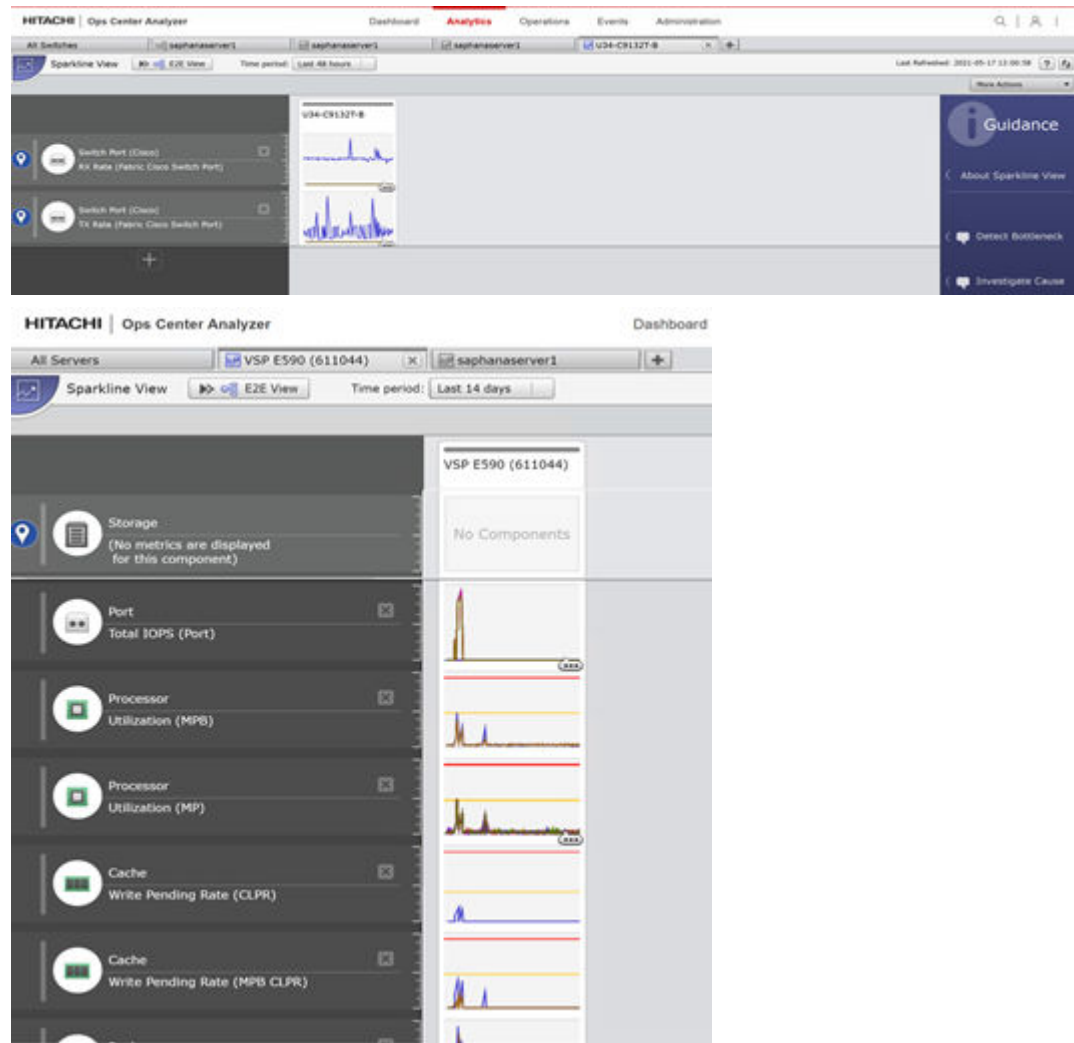 HITACHI | Ops Center Analyzer
Dashboard Analytics Operations Events Administration
All Switches saphanaserver1 saphanaserver1 saphanaserver1 U34-C9132T-B × +
Sparkline View E2E View Time period: Last 48 hours Last Refreshed: 2021-05-17 13:00:58 ?
More Actions
U34-C9132T-B
Guidance
Switch Port (Cisco)
RX Rate (Fabric Cisco Switch Port)
About Sparkline View
Switch Port (Cisco)
TX Rate (Fabric Cisco Switch Port)
Detect Bottleneck
Investigate Cause
HITACHI | Ops Center Analyzer
Dashboard
All Servers VSP E590 (611044) × saphanaserver1 +
Sparkline View E2E View Time period: Last 14 days
VSP E590 (611044)
Storage
(No metrics are displayed
for this component)
No Components
Port
Total IOPS (Port)
Processor
Utilization (MPB)
Processor
Utilization (MP)
Cache
Write Pending Rate (CLPR)
Cache
Write Pending Rate (MPB CLPR)